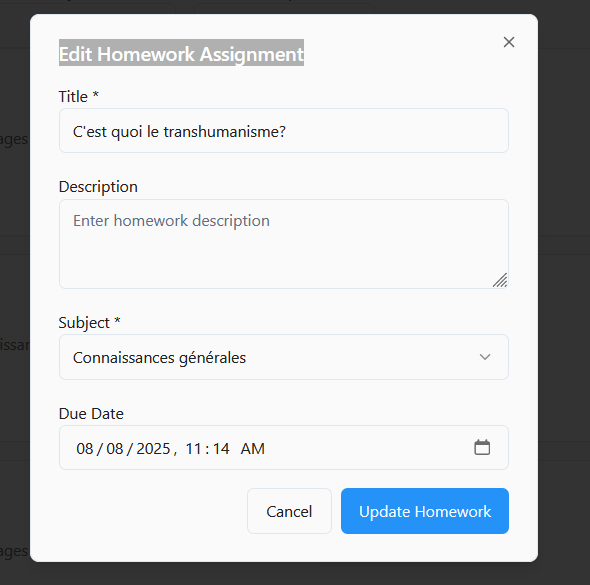 Edit Homework Assignment
Title *
C'est quoi le transhumanisme?
Description
Enter homework description
Subject *
Connaissances générales
Due Date
08/08/2025, 11:14 AM
Cancel
Update Homework